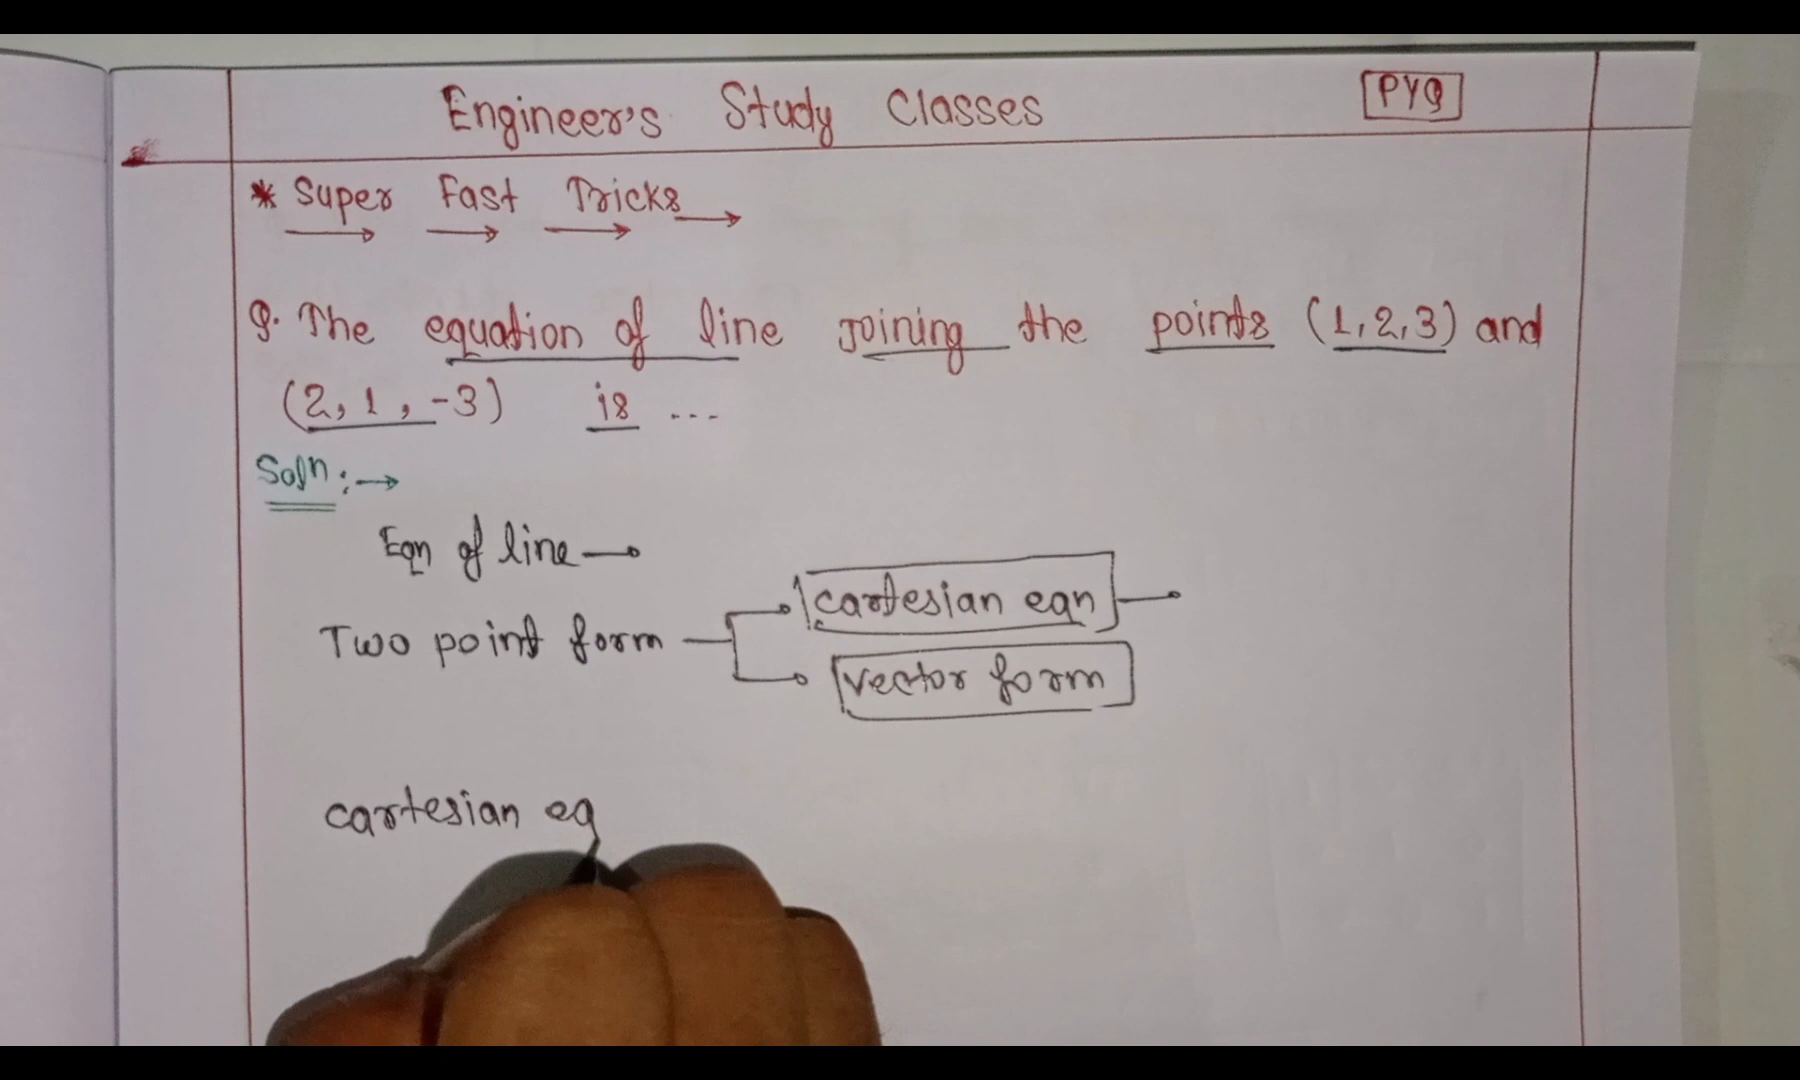 Engineer's Study Classes PYQ
* Super Fast Tricks →
Q. The equation of line Joining the points (1,2,3) and
(2, 1, -3) is ...
Soln :→
Eqn of line
Two point form cartesian eqn
vector form
cartesian eq